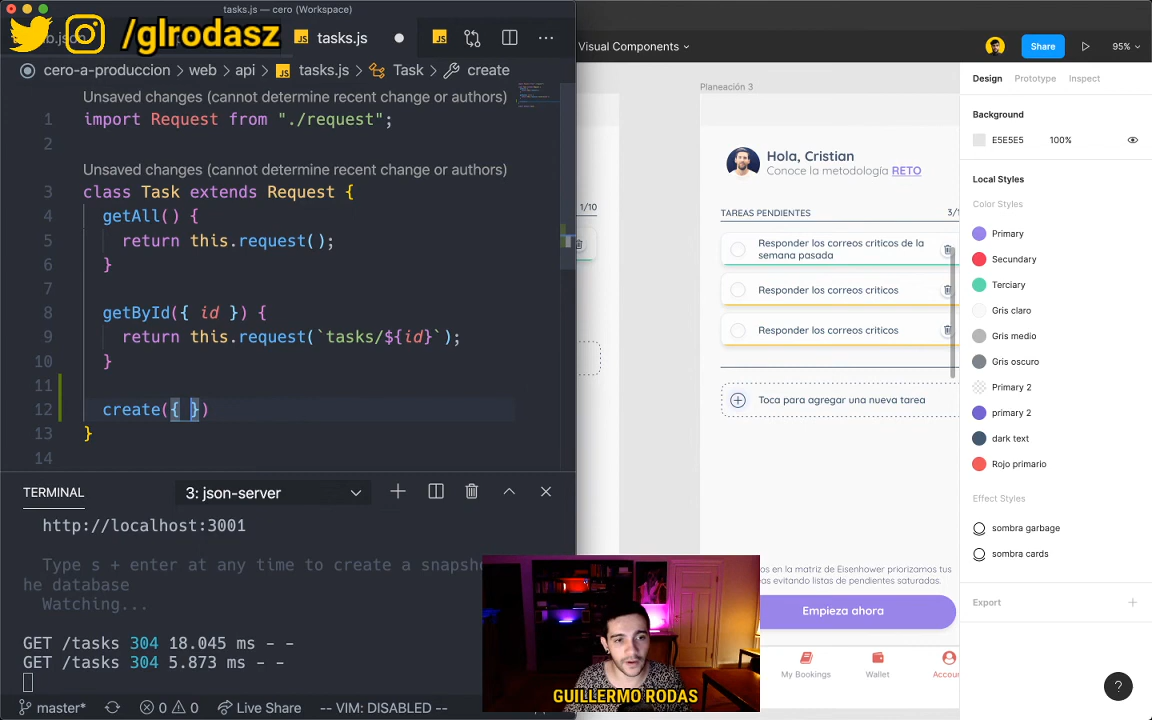 tasks.js — cero (Workspace)
/glrodasz
tasks.js
cero-a-produccion > web > api > tasks.js > Task > create
Unsaved changes (cannot determine recent change or authors)
1 import Request from "./request";
2
Unsaved changes (cannot determine recent change or authors)
3 class Task extends Request {
4 getAll() {
5 return this.request();
6 }
7
8 getById({ id }) {
9 return this.request(`tasks/${id}`);
10 }
11
12 create({ })
13 }
14
TERMINAL
3: json-server
http://localhost:3001
Type s + enter at any time to create a snapsh
he database
Watching...
GET /tasks 304 18.045 ms - -
GET /tasks 304 5.873 ms - -
master*
0
0
Live Share
-- VIM: DISABLED --
GUILLERMO RODAS
Visual Components
Share
95%
Planeación 3
1/10
Hola, Cristian
Conoce la metodología RETO
TAREAS PENDIENTES
3/1
Responder los correos criticos de la
semana pasada
Responder los correos criticos
Responder los correos criticos
Toca para agregar una nueva tarea
os en la matriz de Eisenhower priorizamos tus
as evitando listas de pendientes saturadas.
Empieza ahora
My Bookings
Wallet
Accou
Design
Prototype
Inspect
Background
E5E5E5
100%
Local Styles
Color Styles
Primary
Secundary
Terciary
Gris claro
Gris medio
Gris oscuro
Primary 2
primary 2
dark text
Rojo primario
Effect Styles
sombra garbage
sombra cards
Export
?